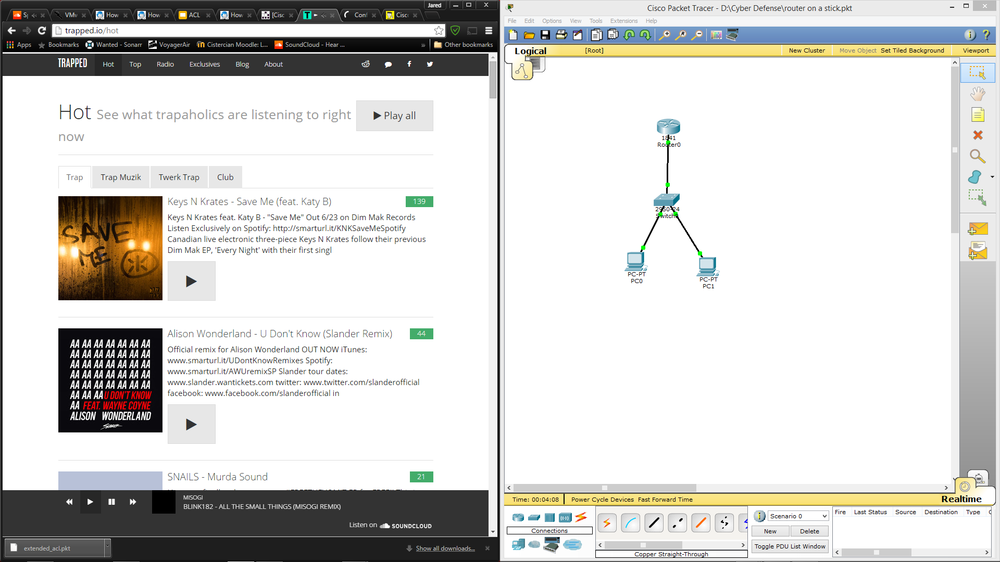 Jared
Sp
VMw
How
How
ACL
How
[Cisc
Conf
Cisco
trapped.io/hot
Apps
Bookmarks
Wanted - Sonarr
VoyagerAir
Cistercian Moodle: L...
SoundCloud - Hear ...
»
Other bookmarks
TRAPPED
Hot
Top
Radio
Exclusives
Blog
About
Hot See what trapaholics are listening to right
now
Play all
Trap
Trap Muzik
Twerk Trap
Club
SAVE
ME
DIM
MAK
Keys N Krates - Save Me (feat. Katy B)
139
Keys N Krates feat. Katy B - "Save Me" Out 6/23 on Dim Mak Records
Listen Exclusively on Spotify: http://smarturl.it/KNKSaveMeSpotify
Canadian live electronic three-piece Keys N Krates follow their previous
Dim Mak EP, 'Every Night' with their first singl
AA AA AA AA AA AA AA
AA AA AA AA AA AA AA
AA AA AA AA AA AA AA
AA AA AA AA AA AA AA
AA AA AA AA AA AA AA
AA AA AA U DON'T KNOW
AA FEAT. WAYNE COYNE
ALISON WONDERLAND
SLANDER
Alison Wonderland - U Don't Know (Slander Remix)
44
Official remix for Alison Wonderland OUT NOW iTunes:
www.smarturl.it/UDontKnowRemixes Spotify:
www.smarturl.it/AWUremixSP Slander tour dates:
www.slander.wantickets.com twitter: www.twitter.com/slanderofficial
facebook: www.facebook.com/slanderofficial in
SNAILS - Murda Sound
21
MISOGI
BLINK182 - ALL THE SMALL THINGS (MISOGI REMIX)
Listen on SOUNDCLOUD
extended_acl.pkt
Show all downloads...
Cisco Packet Tracer - D:\Cyber Defense\router on a stick.pkt
File
Edit
Options
View
Tools
Extensions
Help
Logical
[Root]
New Cluster
Move Object
Set Tiled Background
Viewport
1841
Router0
2950-24
Switch0
PC-PT
PC0
PC-PT
PC1
Time: 00:04:08
Power Cycle Devices
Fast Forward Time
Realtime
Connections
Copper Straight-Through
Scenario 0
New
Delete
Toggle PDU List Window
Fire
Last Status
Source
Destination
Type